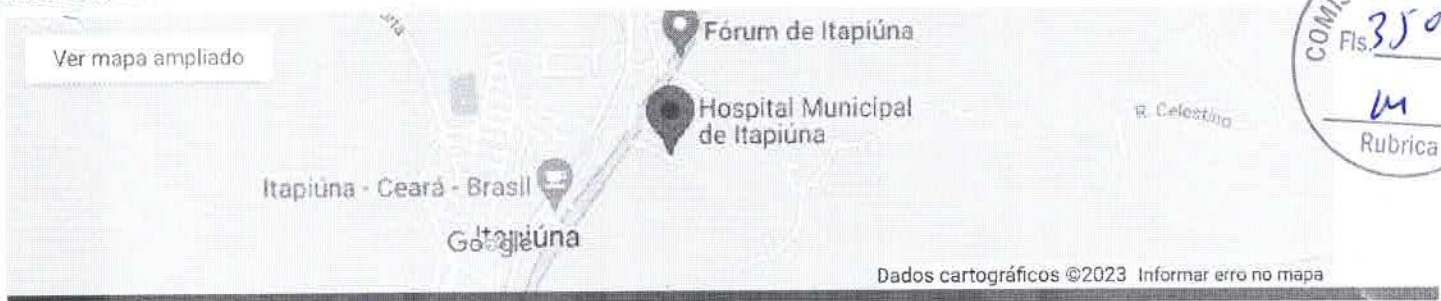 Ver mapa ampliado
Fórum de Itapiúna
Hospital Municipal
de Itapiúna
R. Celestino
Itapiúna - Ceará - Brasil
Google
Itapiúna
Dados cartográficos ©2023 Informar erro no mapa
Fls. 350
Rubrica